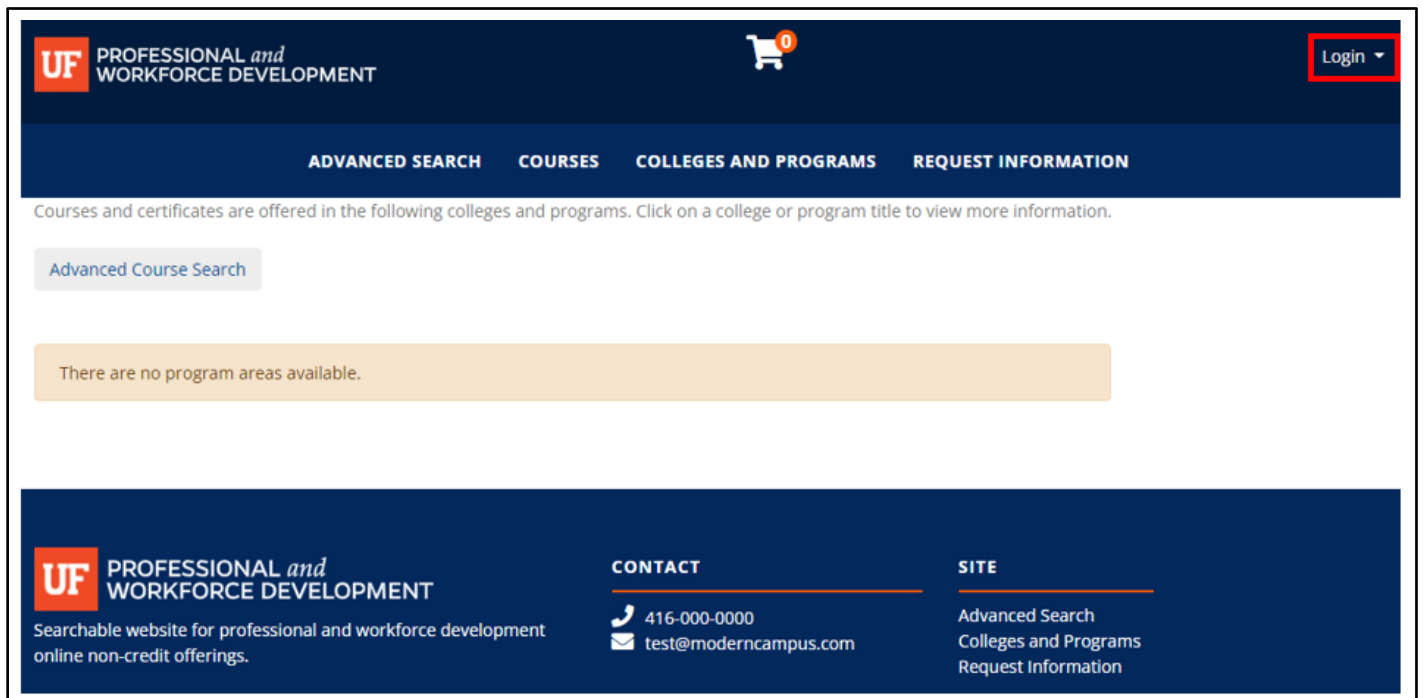 UF PROFESSIONAL and
WORKFORCE DEVELOPMENT
0
Login
ADVANCED SEARCH COURSES COLLEGES AND PROGRAMS REQUEST INFORMATION
Courses and certificates are offered in the following colleges and programs. Click on a college or program title to view more information.
Advanced Course Search
There are no program areas available.
UF PROFESSIONAL and
WORKFORCE DEVELOPMENT
Searchable website for professional and workforce development
online non-credit offerings.
CONTACT
416-000-0000
test@moderncampus.com
SITE
Advanced Search
Colleges and Programs
Request Information